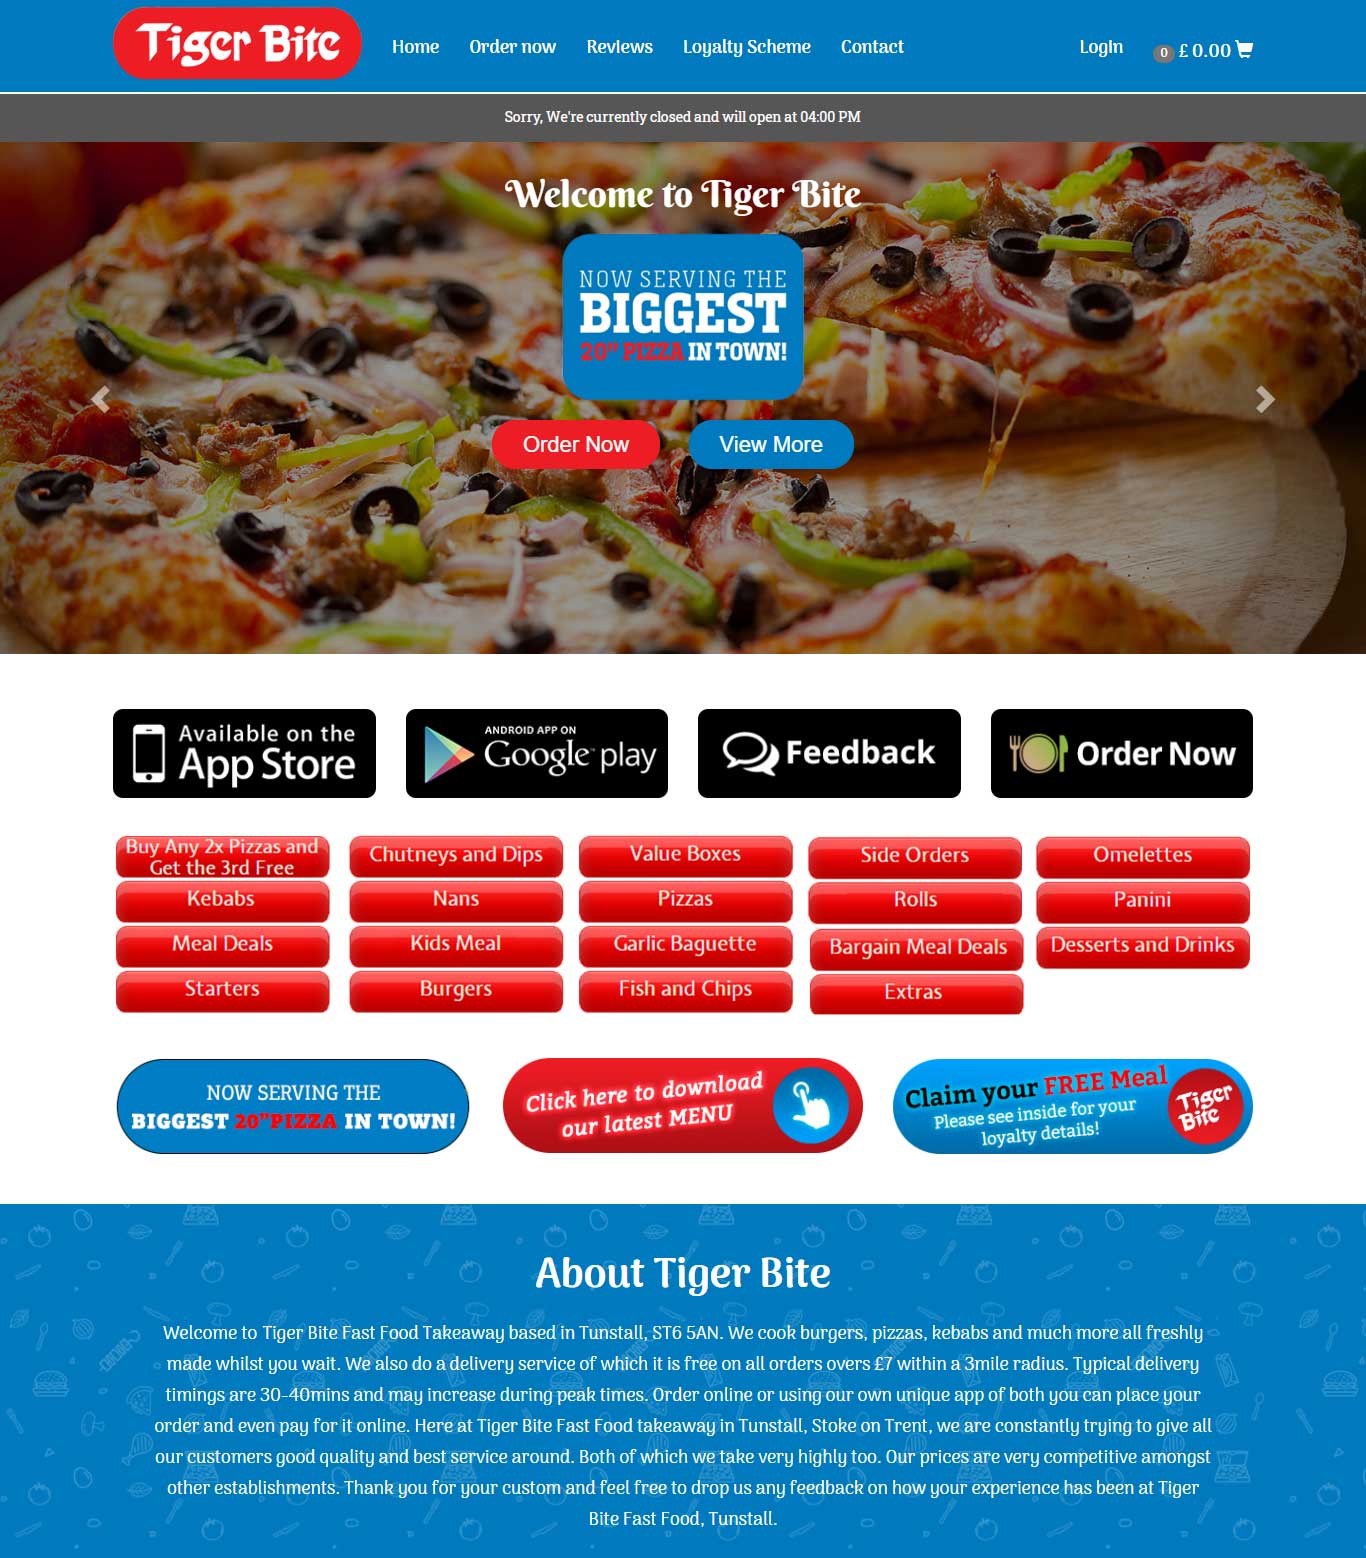 Tiger Bite
Home Order now Reviews Loyalty Scheme Contact Login 0 £ 0.00
Sorry, We're currently closed and will open at 04:00 PM
Welcome to Tiger Bite
NOW SERVING THE
BIGGEST
20" PIZZA IN TOWN!
Order Now View More
Available on the
App Store
ANDROID APP ON
Google™ play
Feedback
Order Now
Buy Any 2x Pizzas and
Get the 3rd Free
Chutneys and Dips
Value Boxes
Side Orders
Omelettes
Kebabs
Nans
Pizzas
Rolls
Panini
Meal Deals
Kids Meal
Garlic Baguette
Bargain Meal Deals
Desserts and Drinks
Starters
Burgers
Fish and Chips
Extras
NOW SERVING THE
BIGGEST 20" PIZZA IN TOWN!
Click here to download
our latest MENU
Claim your FREE Meal
Please see inside for your
loyalty details!
Tiger
Bite
About Tiger Bite
Welcome to Tiger Bite Fast Food Takeaway based in Tunstall, ST6 5AN. We cook burgers, pizzas, kebabs and much more all freshly
made whilst you wait. We also do a delivery service of which it is free on all orders overs £7 within a 3mile radius. Typical delivery
timings are 30-40mins and may increase during peak times. Order online or using our own unique app of both you can place your
order and even pay for it online. Here at Tiger Bite Fast Food takeaway in Tunstall, Stoke on Trent, we are constantly trying to give all
our customers good quality and best service around. Both of which we take very highly too. Our prices are very competitive amongst
other establishments. Thank you for your custom and feel free to drop us any feedback on how your experience has been at Tiger
Bite Fast Food, Tunstall.